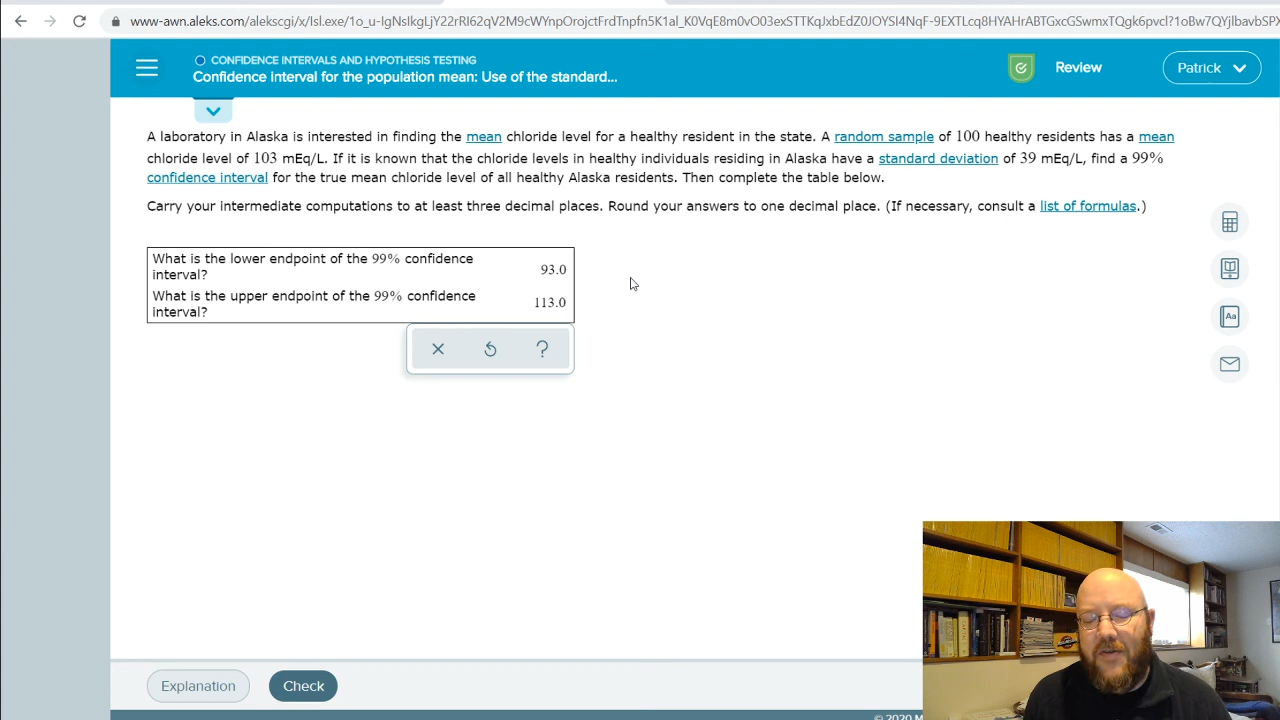 www-awn.aleks.com/alekscgi/x/Isl.exe/1o_u-IgNsIkgLjY22rRI62qV2M9cWYnpOrojctFrdTnpfn5K1al_K0VqE8m0vO03exSTTKqIxbEdZ0JOYSI4NqF-9EXTLcq8HYAHrABTGxcGSwmxTQgk6pvcl?1oBw7QYjlbavbSPX
CONFIDENCE INTERVALS AND HYPOTHESIS TESTING
Confidence interval for the population mean: Use of the standard...
Review
Patrick
A laboratory in Alaska is interested in finding the mean chloride level for a healthy resident in the state. A random sample of 100 healthy residents has a mean
chloride level of 103 mEq/L. If it is known that the chloride levels in healthy individuals residing in Alaska have a standard deviation of 39 mEq/L, find a 99%
confidence interval for the true mean chloride level of all healthy Alaska residents. Then complete the table below.
Carry your intermediate computations to at least three decimal places. Round your answers to one decimal place. (If necessary, consult a list of formulas.)
What is the lower endpoint of the 99% confidence
interval?
93.0
What is the upper endpoint of the 99% confidence
interval?
113.0
?
Aa
Explanation
Check
© 2020 M